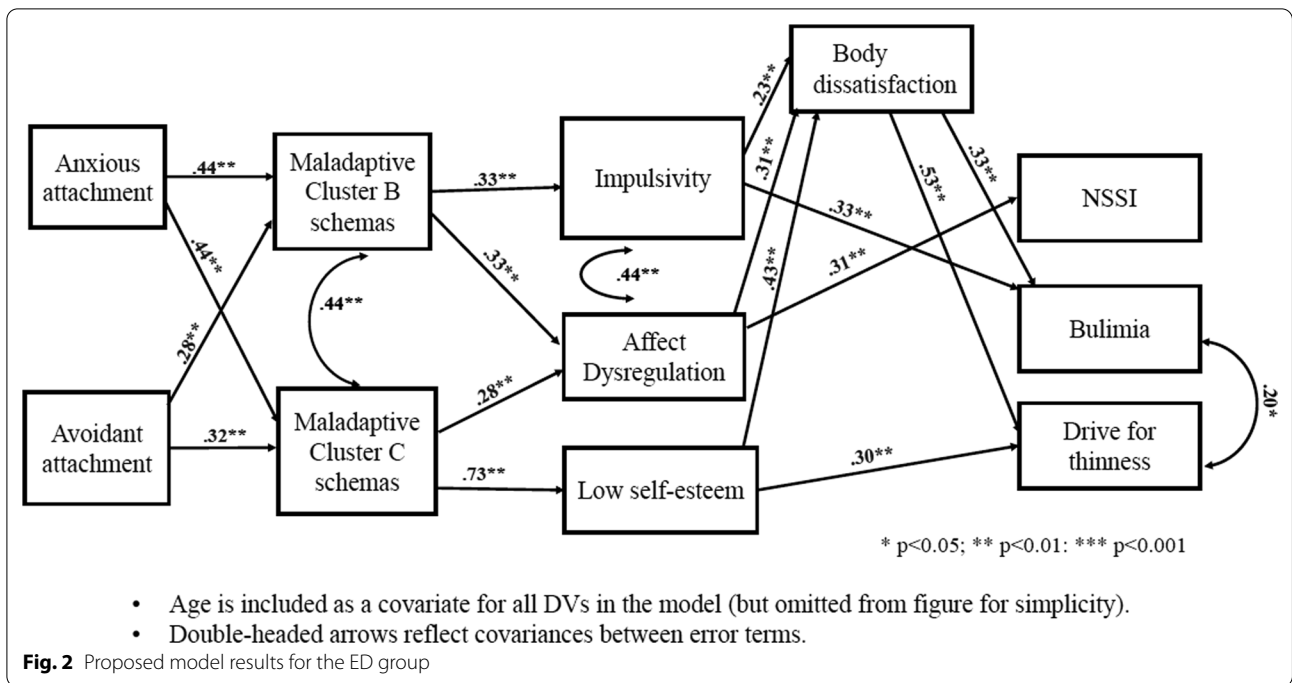 Body
dissatisfaction
.23**
Anxious
attachment
.44**
Maladaptive
Cluster B
schemas
.33**
Impulsivity
.31**
.53**
.33**
NSSI
.44**
.33**
.44**
.44**
.33**
.43**
.31**
.28**
Avoidant
attachment
.32**
Maladaptive
Cluster C
schemas
.28**
Affect
Dysregulation
Bulimia
.20*
.73**
Low self-esteem
.30**
Drive for
thinness
* p<0.05; ** p<0.01: *** p<0.001
• Age is included as a covariate for all DVs in the model (but omitted from figure for simplicity).
• Double-headed arrows reflect covariances between error terms.
Fig. 2 Proposed model results for the ED group